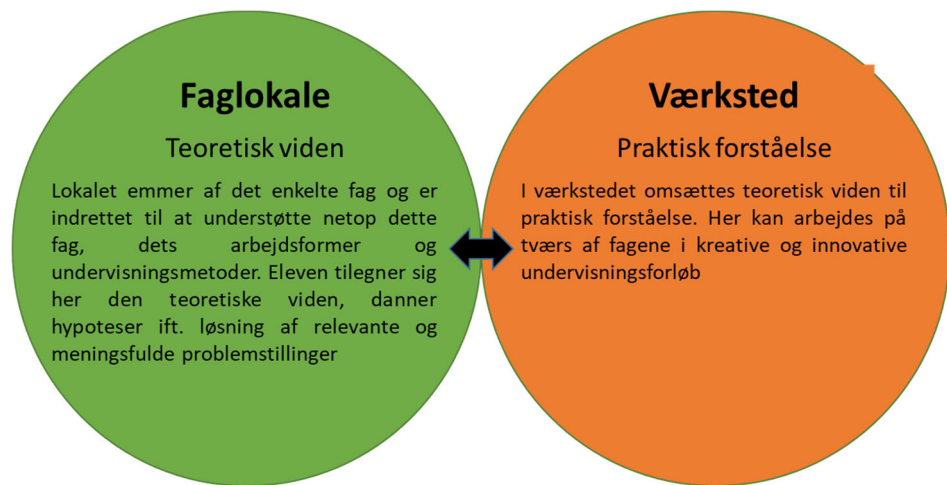 Faglokale
Teoretisk viden
Lokalet emmer af det enkelte fag og er
indrettet til at understøtte netop dette
fag, dets arbejdsformer og
undervisningsmetoder. Eleven tilegner sig
her den teoretiske viden, danner
hypoteser ift. løsning af relevante og
meningsfulde problemstillinger
Værksted
Praktisk forståelse
I værkstedet omsættes teoretisk viden til
praktisk forståelse. Her kan arbejdes på
tværs af fagene i kreative og innovative
undervisningsforløb